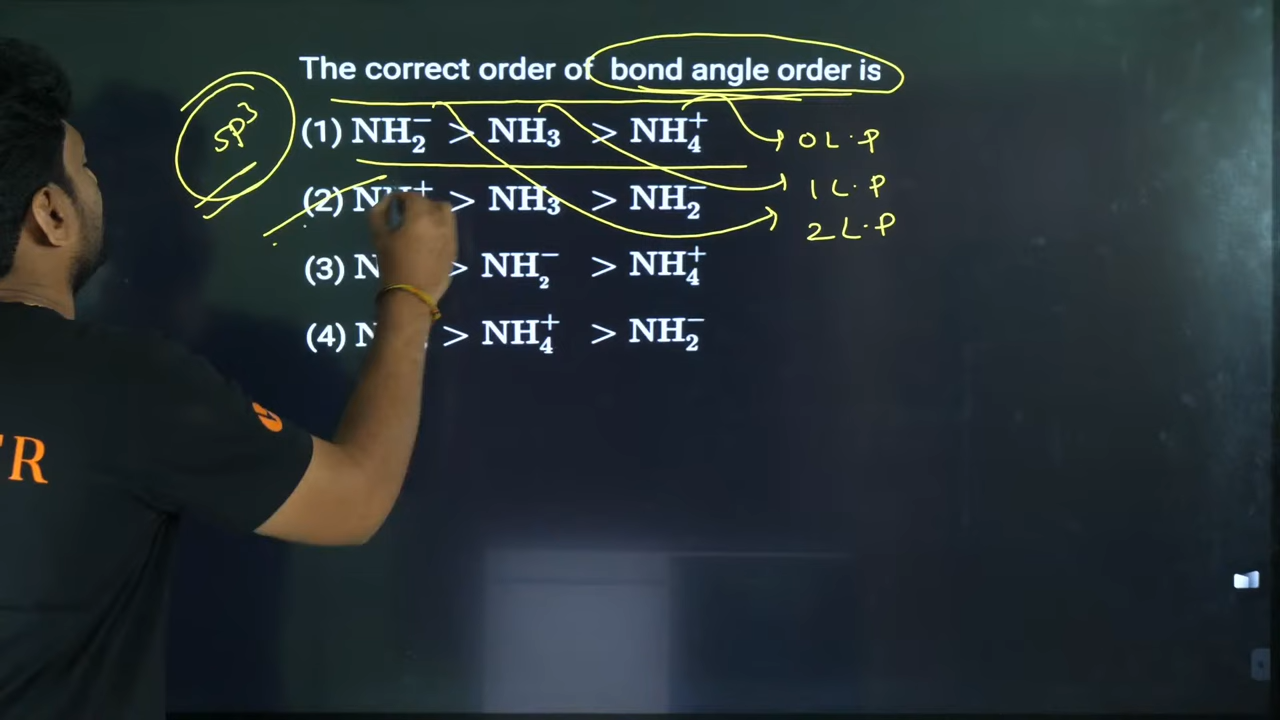 The correct order of bond angle order is
SP³
(1) NH₂⁻ > NH₃ > NH₄⁺
0 L.P
1 L.P
(2) > NH₃ > NH₂⁻
2 L.P
(3) > NH₂⁻ > NH₄⁺
(4) > NH₄⁺ > NH₂⁻